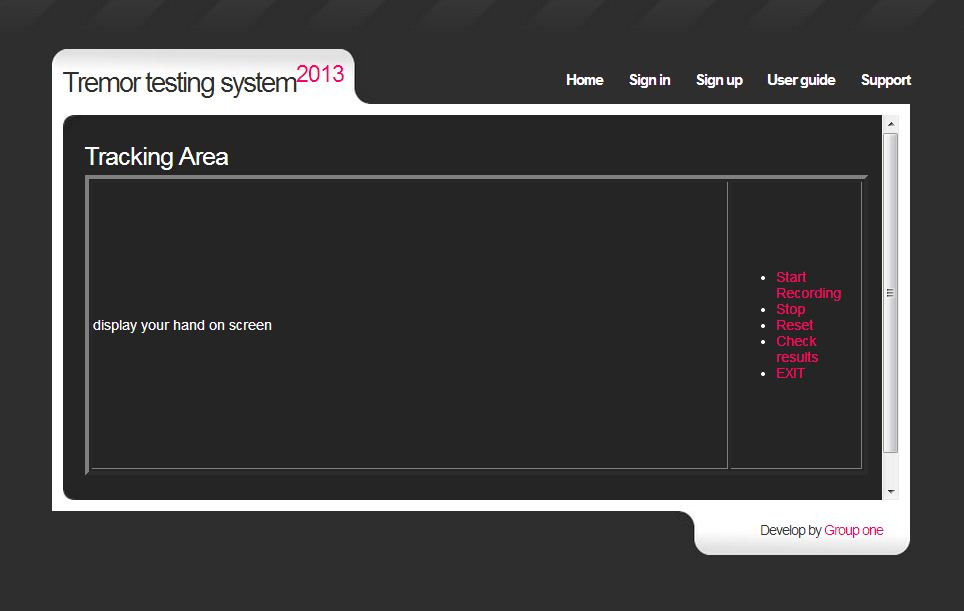 Tremor testing system2013
Home Sign in Sign up User guide Support
Tracking Area
display your hand on screen
Start
Recording
Stop
Reset
Check
results
EXIT
Develop by Group one